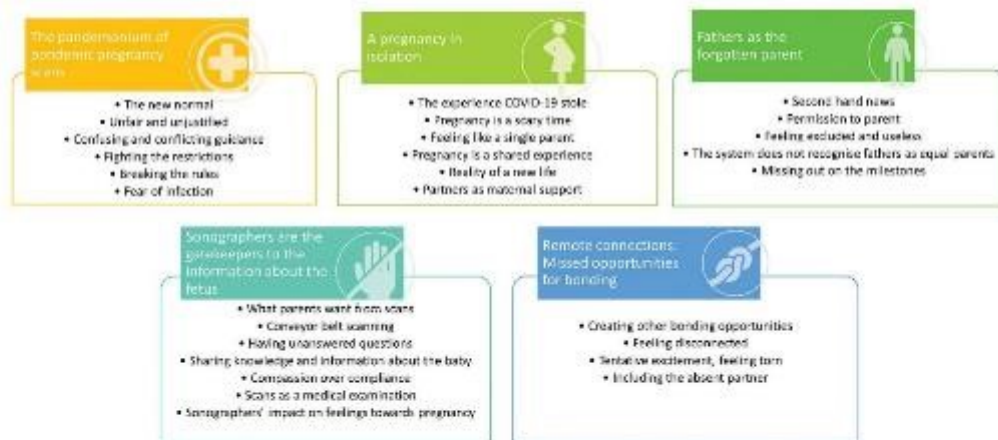 The pandemonium of
pandemic pregnancy
scans
• The new normal
• Unfair and unjustified
• Confusing and conflicting guidance
• Fighting the restrictions
• Breaking the rules
• Fear of infection
A pregnancy in
isolation
• The experience COVID-19 stole
• Pregnancy is a scary time
• Feeling like a single parent
• Pregnancy is a shared experience
• Reality of a new life
• Partners as maternal support
Fathers as the
forgotten parent
• Second hand news
• Permission to parent
• Feeling excluded and useless
• The system does not recognise fathers as equal parents
• Missing out on the milestones
Sonographers are the
gatekeepers to the
information about the
fetus
• What parents want from scans
• Conveyor belt scanning
• Having unanswered questions
• Sharing knowledge and information about the baby
• Compassion over compliance
• Scans as a medical examination
• Sonographers' impact on feelings towards pregnancy
Remote connections:
Missed opportunities
for bonding
• Creating other bonding opportunities
• Feeling disconnected
• Tentative excitement, feeling torn
• Including the absent partner